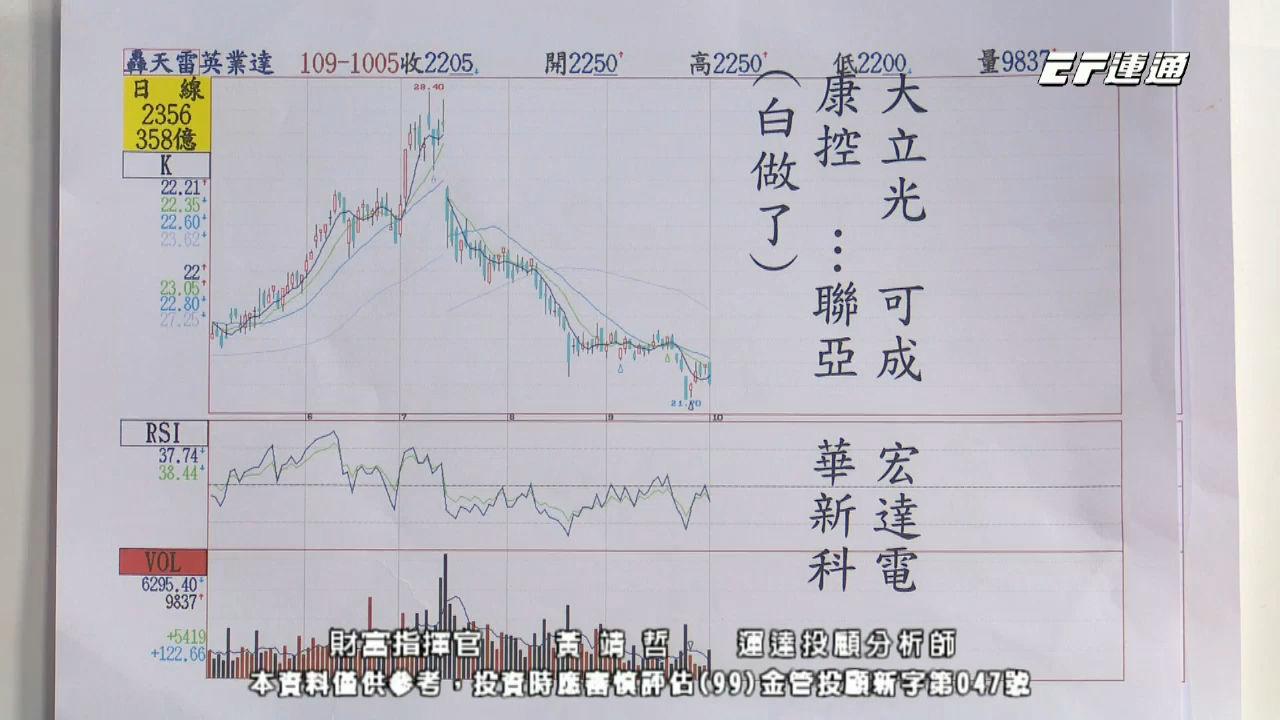 轟天雷英業達 109-1005收2205↓ 開2250↑ 高2250↑ 低2200↓ 量9837↑
EF運通
日 線
2356
358億
K
22.21↑
22.35↓
22.60↓
23.62↓
22↑
23.05↑
22.80↓
27.25↓
28.40
大立光 可成 宏達電
康控 …聯亞 華新科
(白做了)
6 7 8 9 10
RSI
37.74↓
38.44↓
VOL
6295.40↓
9837↑
+5419
+122.66
財富指揮官 黃靖哲 運達投顧分析師
本資料僅供參考,投資時應審慎評估(99)金管投顧新字第047號